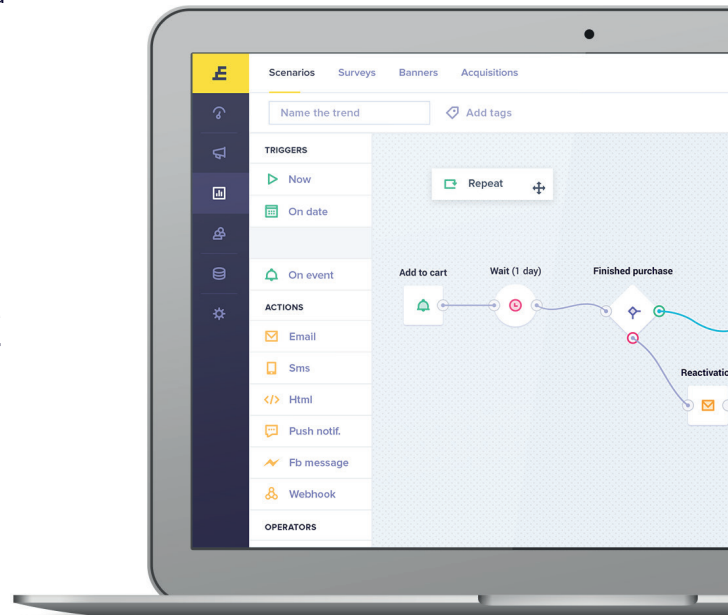 Scenarios Surveys Banners Acquisitions
Name the trend Add tags
TRIGGERS
Now
On date
On event
ACTIONS
Email
Sms
Html
Push notif.
Fb message
Webhook
OPERATORS
Repeat
Add to cart Wait (1 day) Finished purchase
Reactivatio